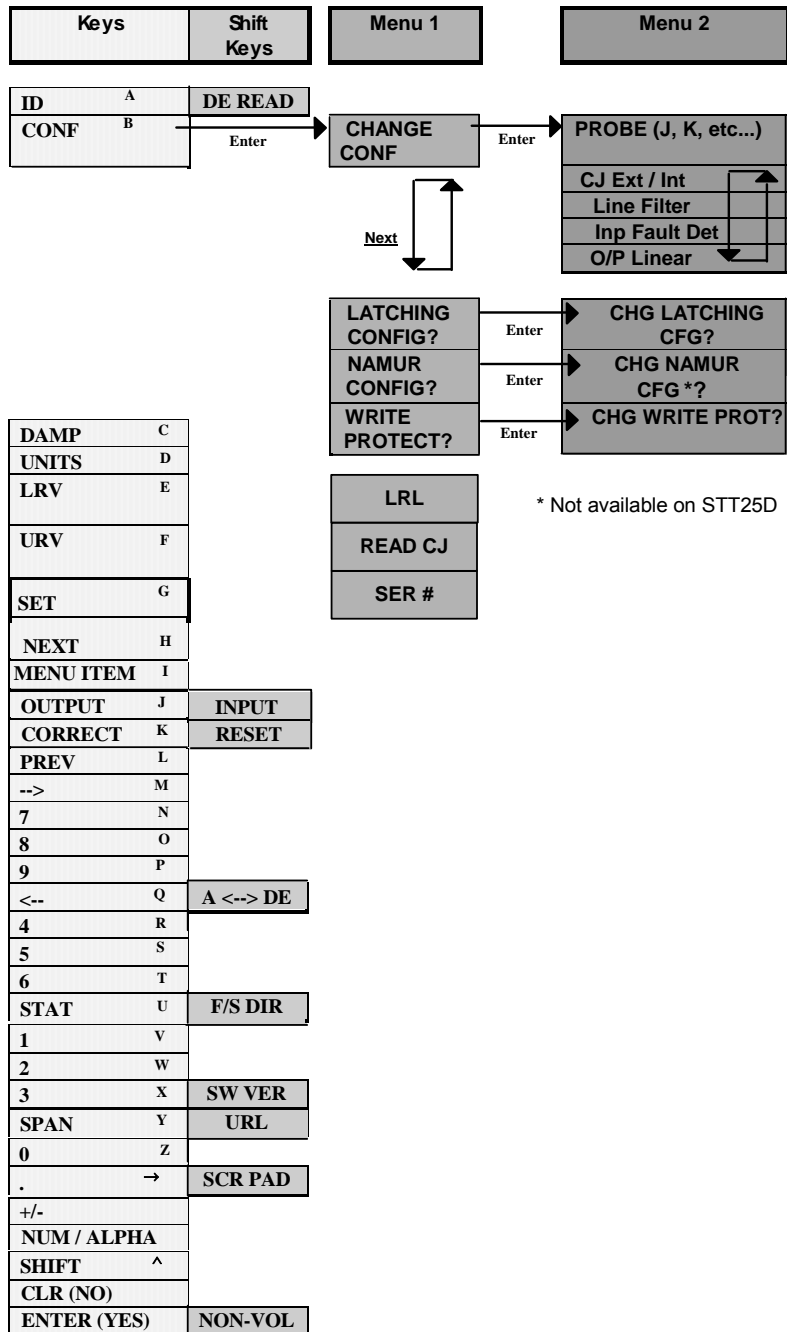 Keys
Shift
Keys
Menu 1
Menu 2
ID A DE READ
CONF B
Enter
CHANGE
CONF
Enter
PROBE (J, K, etc...)
CJ Ext / Int
Line Filter
Inp Fault Det
O/P Linear
Next
LATCHING
CONFIG?
Enter
CHG LATCHING
CFG?
NAMUR
CONFIG?
Enter
CHG NAMUR
CFG *?
WRITE
PROTECT?
Enter
CHG WRITE PROT?
LRL
READ CJ
SER #
* Not available on STT25D
DAMP C
UNITS D
LRV E
URV F
SET G
NEXT H
MENU ITEM I
OUTPUT J INPUT
CORRECT K RESET
PREV L
--> M
7 N
8 O
9 P
<-- Q A <--> DE
4 R
5 S
6 T
STAT U F/S DIR
1 V
2 W
3 X SW VER
SPAN Y URL
0 Z
. → SCR PAD
+/-
NUM / ALPHA
SHIFT ^
CLR (NO)
ENTER (YES) NON-VOL